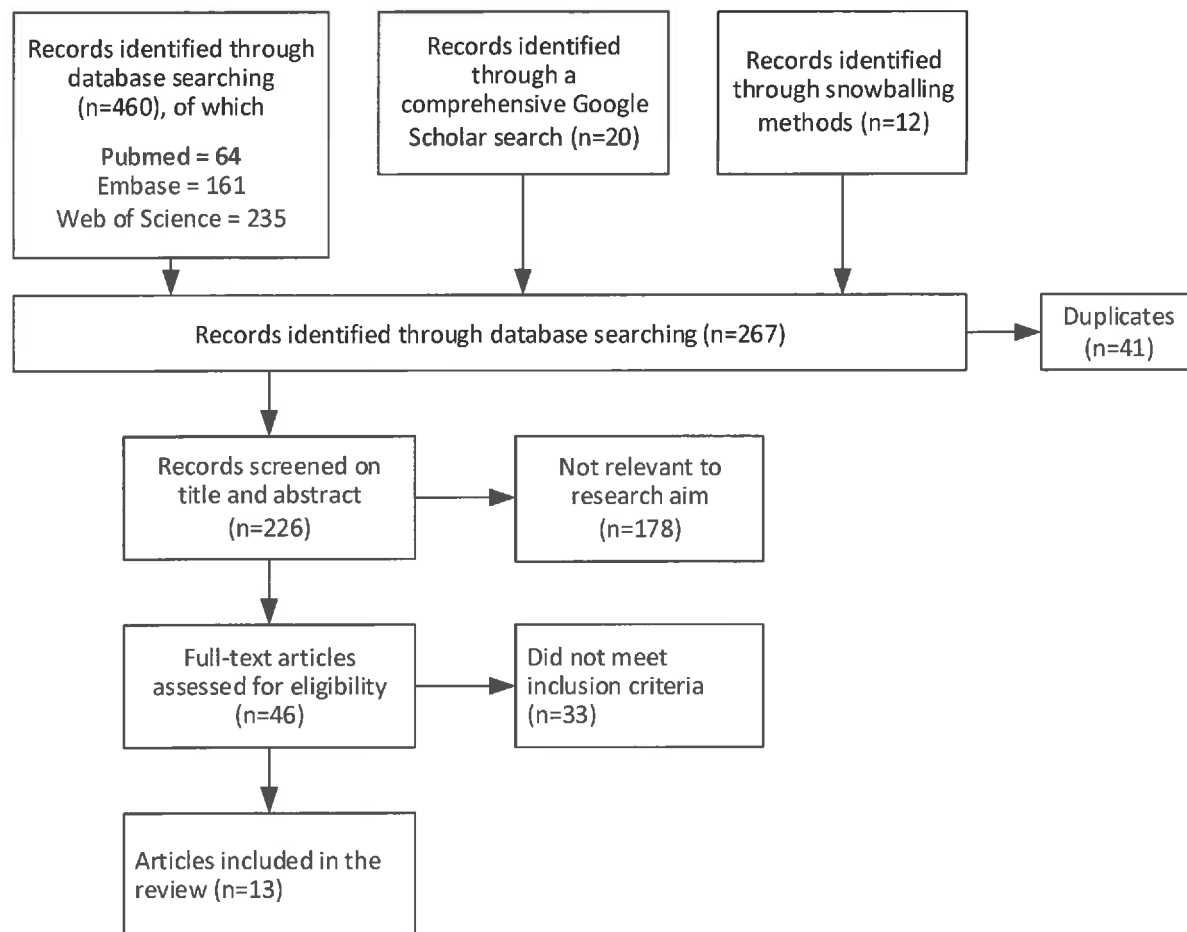 Records identified through
database searching
(n=460), of which
Pubmed = 64
Embase = 161
Web of Science = 235
Records identified
through a
comprehensive Google
Scholar search (n=20)
Records identified
through snowballing
methods (n=12)
Records identified through database searching (n=267)
Duplicates
(n=41)
Records screened on
title and abstract
(n=226)
Not relevant to
research aim
(n=178)
Full-text articles
assessed for eligibility
(n=46)
Did not meet
inclusion criteria
(n=33)
Articles included in the
review (n=13)